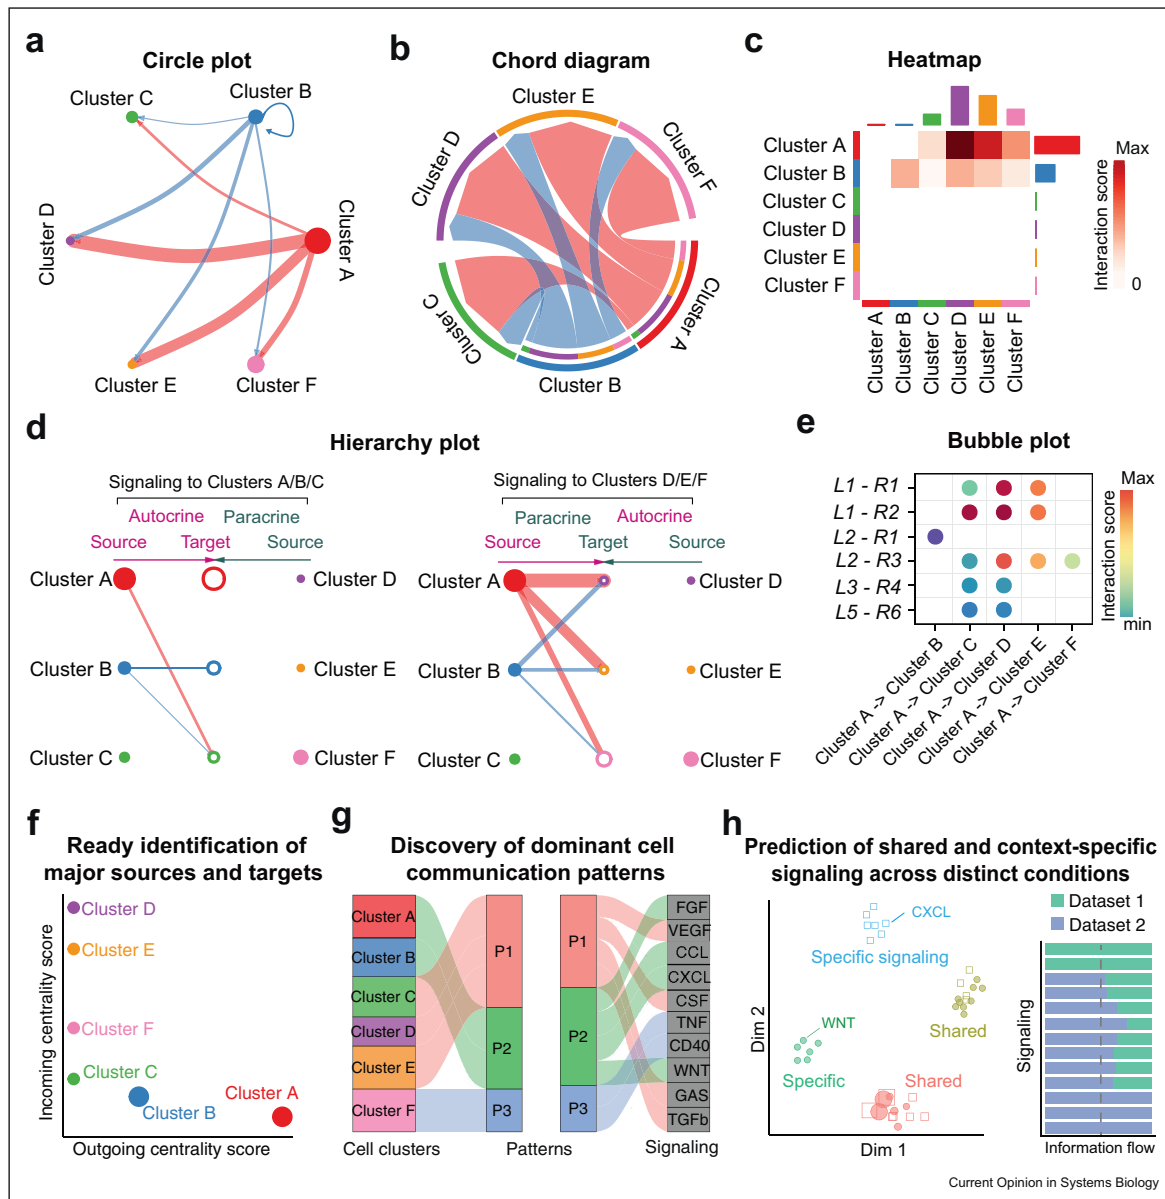 a
Circle plot
Cluster C
Cluster B
Cluster D
Cluster A
Cluster E
Cluster F
b
Chord diagram
Cluster E
Cluster D
Cluster F
Cluster C
Cluster A
Cluster B
c
Heatmap
Cluster A
Cluster B
Cluster C
Cluster D
Cluster E
Cluster F
Cluster A
Cluster B
Cluster C
Cluster D
Cluster E
Cluster F
Max
Interaction score
0
d
Hierarchy plot
Signaling to Clusters A/B/C
Autocrine
Paracrine
Source
Target
Source
Cluster A
Cluster D
Cluster B
Cluster E
Cluster C
Cluster F
Signaling to Clusters D/E/F
Paracrine
Autocrine
Source
Target
Source
Cluster A
Cluster D
Cluster B
Cluster E
Cluster C
Cluster F
e
Bubble plot
L1 - R1
L1 - R2
L2 - R1
L2 - R3
L3 - R4
L5 - R6
Cluster A -> Cluster B
Cluster A -> Cluster C
Cluster A -> Cluster D
Cluster A -> Cluster E
Cluster A -> Cluster F
Max
Interaction score
min
f
Ready identification of
major sources and targets
Incoming centrality score
Cluster D
Cluster E
Cluster F
Cluster C
Cluster B
Cluster A
Outgoing centrality score
g
Discovery of dominant cell
communication patterns
Cluster A
Cluster B
Cluster C
Cluster D
Cluster E
Cluster F
P1
P2
P3
P1
P2
P3
FGF
VEGF
CCL
CXCL
CSF
TNF
CD40
WNT
GAS
TGFb
Cell clusters
Patterns
Signaling
h
Prediction of shared and context-specific
signaling across distinct conditions
Dim 2
CXCL
Specific signaling
Shared
WNT
Specific
Shared
Dim 1
Dataset 1
Dataset 2
Signaling
Information flow
Current Opinion in Systems Biology